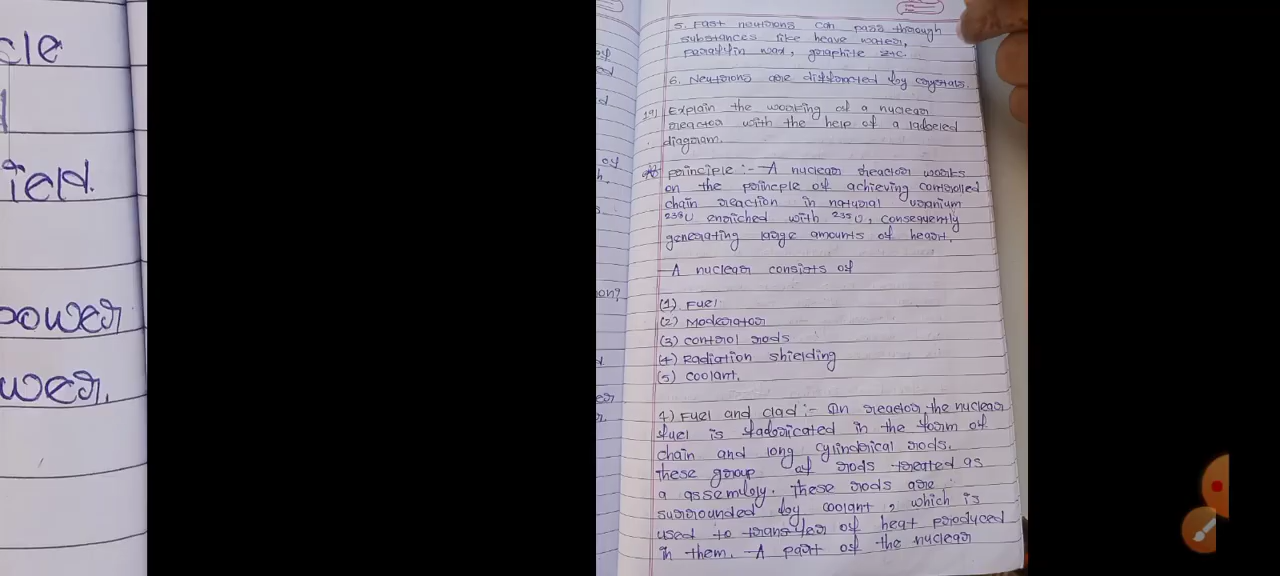 cle
ield.
power
wer.
5. Fast neutrons can pass through
substances like heave water,
paraffin wax, graphite etc.
6. Neutrons are distoracted by crystals.
19) Explain the working of a nuclear
reactor with the help of a labeled
diagram.
principle :- A nuclear reactor works
on the principle of achieving controlled
chain reaction in natural uranium
238U enriched with 235U, consequently
generating large amounts of heart.
A nuclear consists of
(1) Fuel
(2) Moderator
(3) control rods
(4) Radiation shielding
(5) coolant.
1) Fuel and clad :- In reactor the nuclear
fuel is fadoricated in the form of
chain and long cylindrical rods.
These group of rods treated as
a assembly. These rods are
surrounded by coolant, which is
used to transfer of heat produced
in them. A part of the nuclear